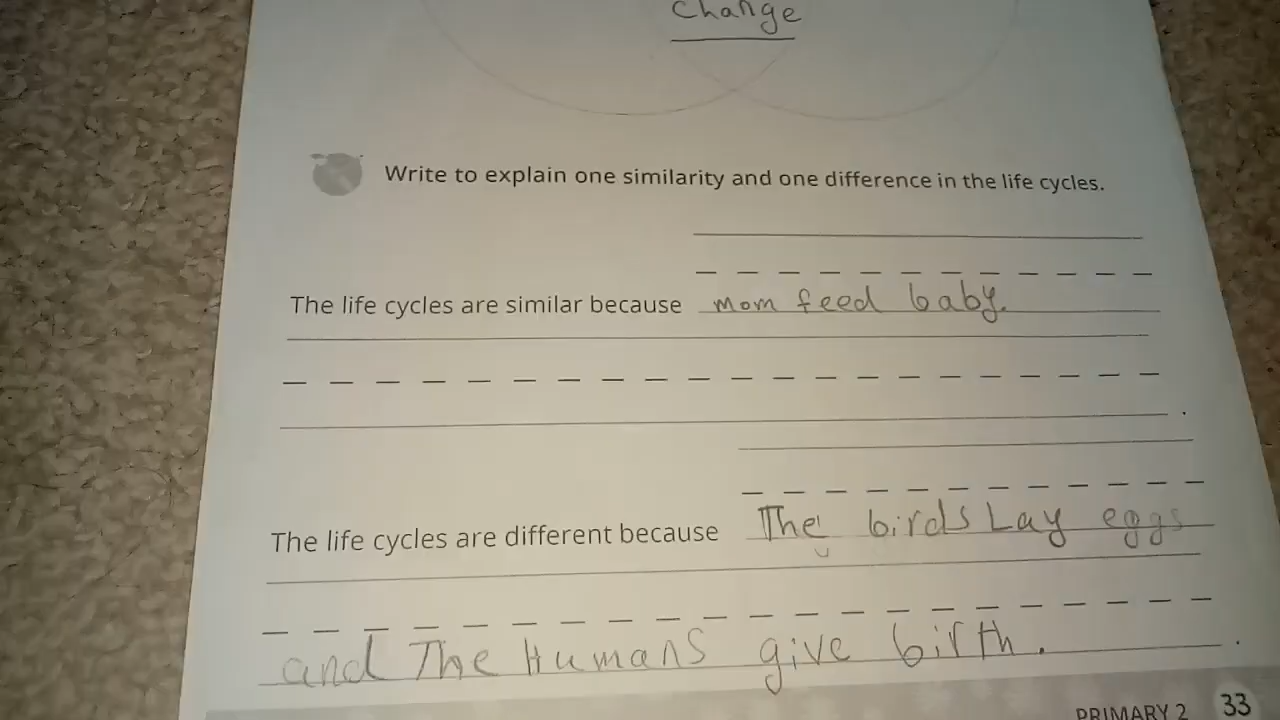 Change
Write to explain one similarity and one difference in the life cycles.
The life cycles are similar because mom feed baby.
.
The life cycles are different because The birds Lay eggs
and The Humans give birth. .
PRIMARY 2 33